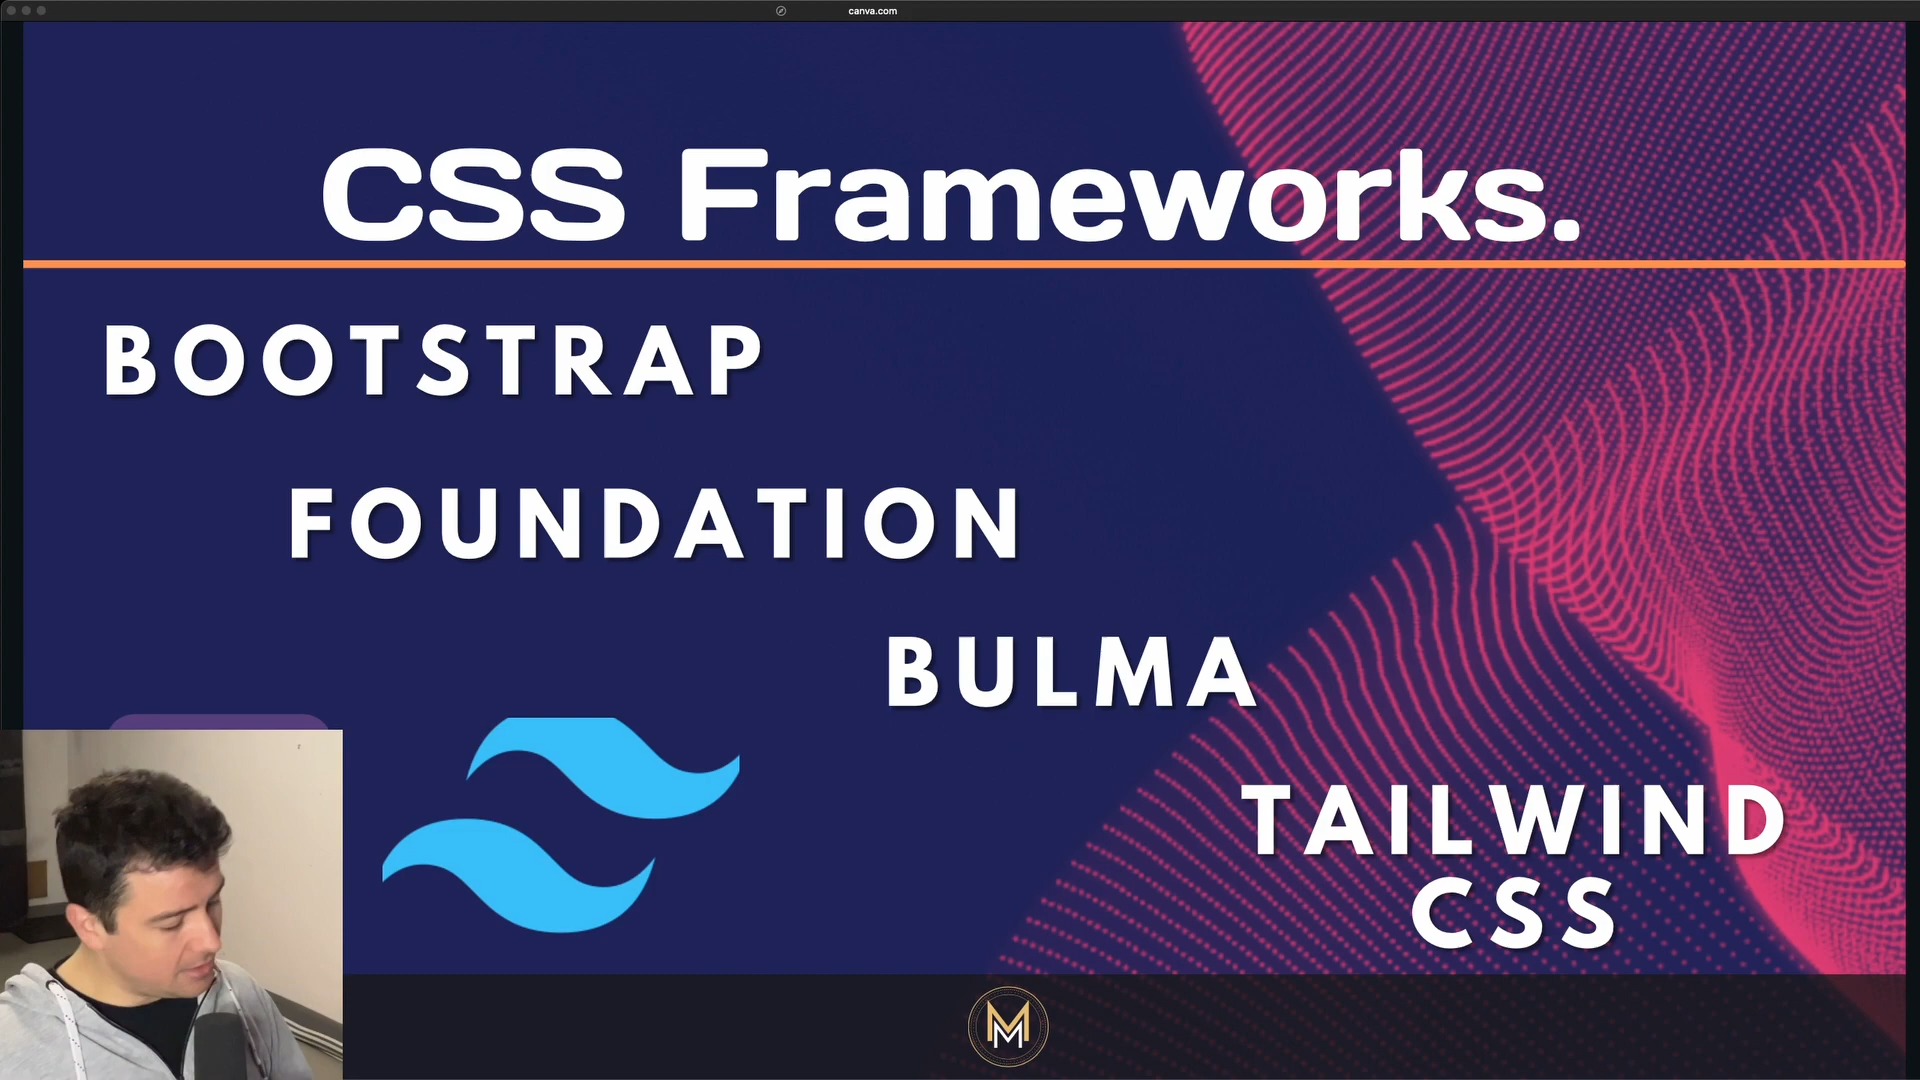 canva.com
CSS Frameworks.
BOOTSTRAP
FOUNDATION
BULMA
TAILWIND
CSS
M
M